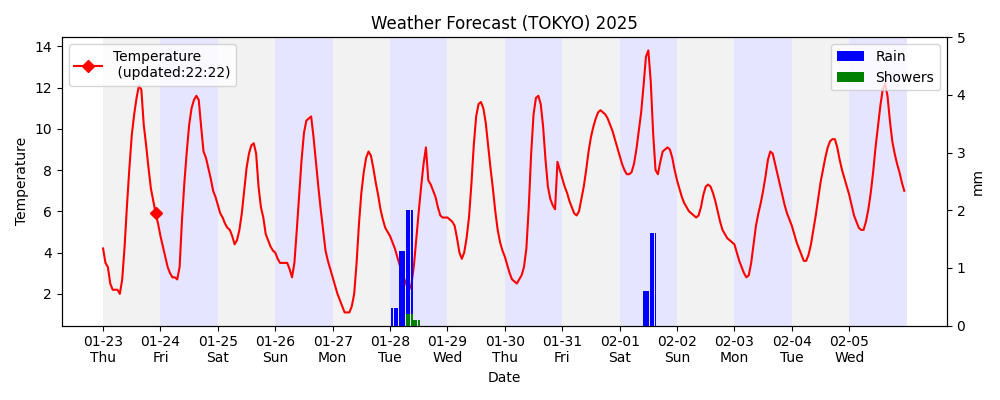 Weather Forecast (TOKYO) 2025
Temperature
(updated:22:22)
Rain
Showers
14
12
10
8
6
4
2
5
4
3
2
1
0
Temperature
mm
01-23 01-24 01-25 01-26 01-27 01-28 01-29 01-30 01-31 02-01 02-02 02-03 02-04 02-05
Thu Fri Sat Sun Mon Tue Wed Thu Fri Sat Sun Mon Tue Wed
Date